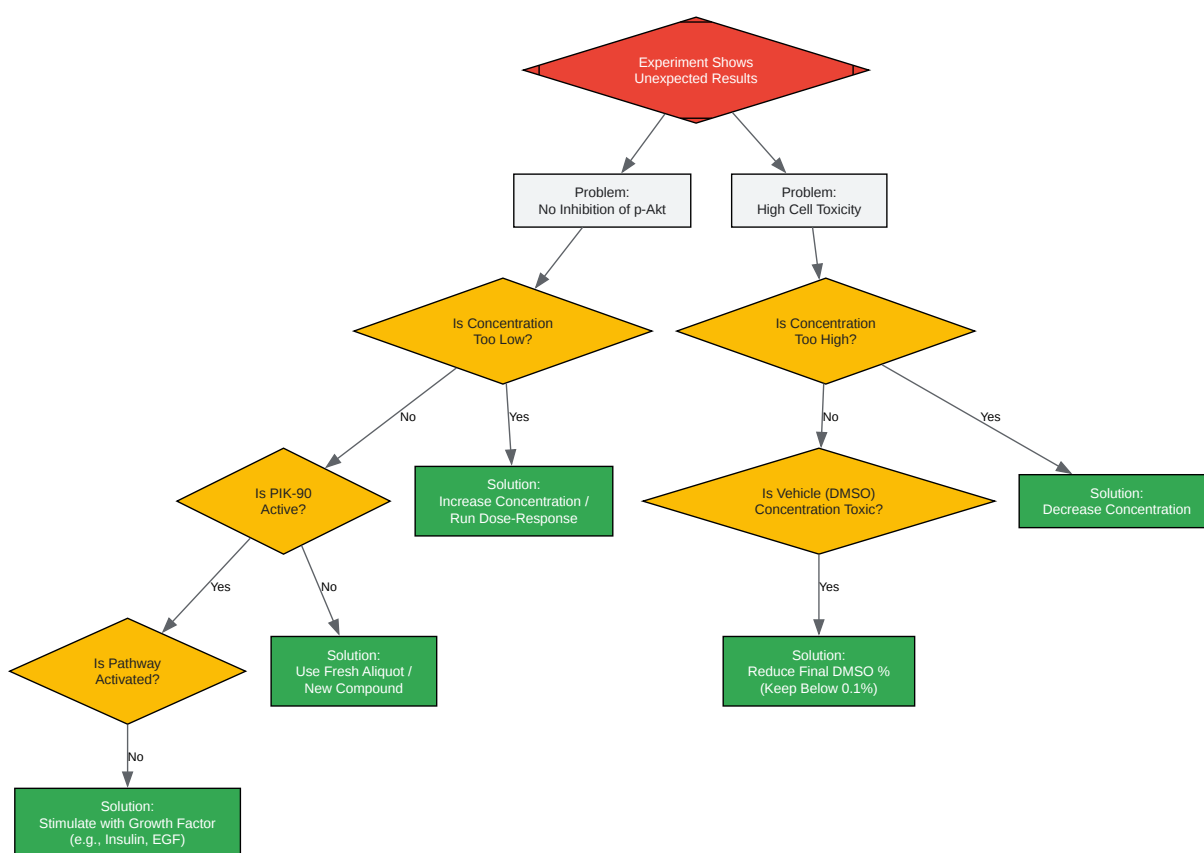 Experiment Shows
Unexpected Results
Problem:
No Inhibition of p-Akt
Problem:
High Cell Toxicity
Is Concentration
Too Low?
Is Concentration
Too High?
No
Yes
No
Yes
Is PIK-90
Active?
Solution:
Increase Concentration /
Run Dose-Response
Is Vehicle (DMSO)
Concentration Toxic?
Solution:
Decrease Concentration
Yes
No
Yes
Is Pathway
Activated?
Solution:
Use Fresh Aliquot /
New Compound
Solution:
Reduce Final DMSO %
(Keep Below 0.1%)
No
Solution:
Stimulate with Growth Factor
(e.g., Insulin, EGF)